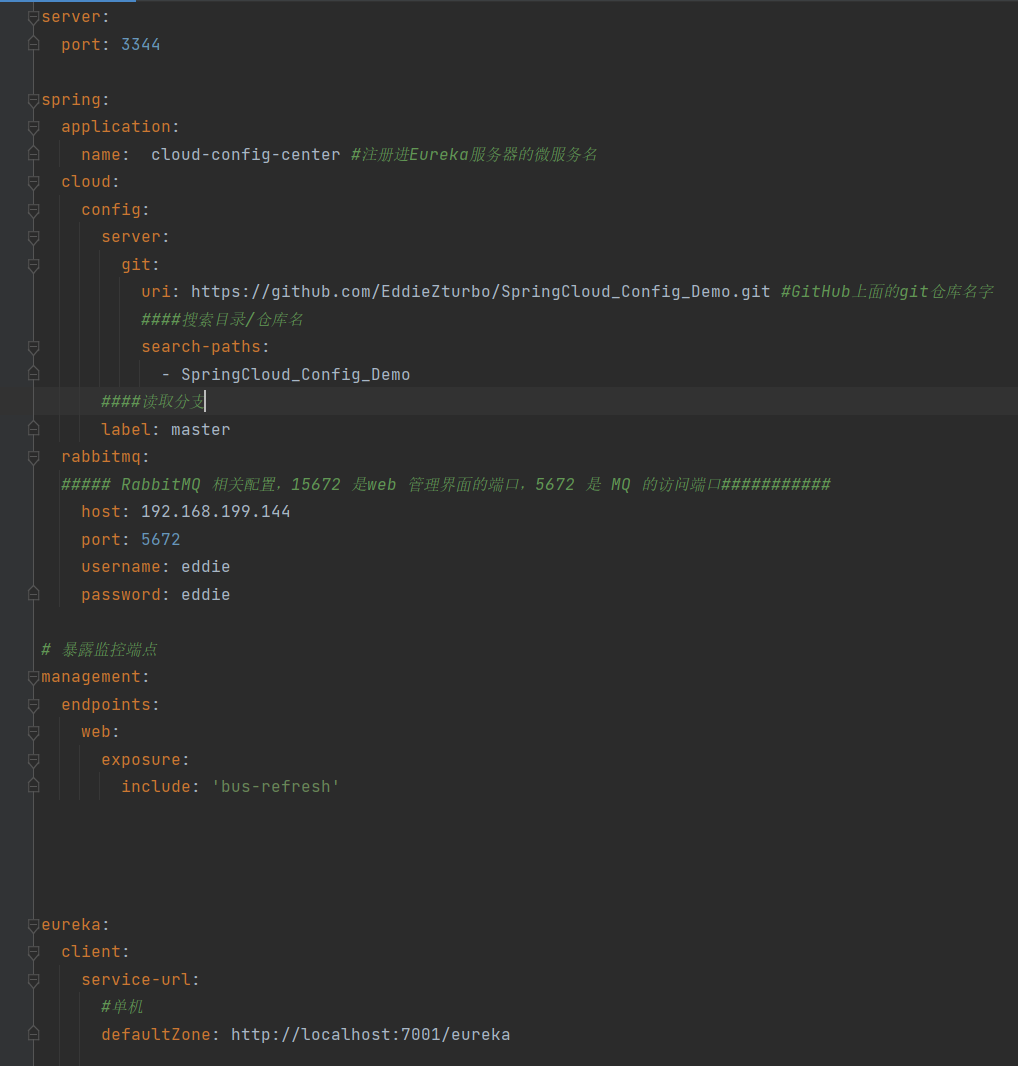 server:
  port: 3344
spring:
  application:
    name:  cloud-config-center #注册进Eureka服务器的微服务名
  cloud:
    config:
      server:
        git:
          uri: https://github.com/EddieZturbo/SpringCloud_Config_Demo.git #GitHub上面的git仓库名字
          ####搜索目录/仓库名
          search-paths:
            - SpringCloud_Config_Demo
      ####读取分支
      label: master
  rabbitmq:
  ##### RabbitMQ 相关配置，15672 是web 管理界面的端口，5672 是 MQ 的访问端口###########
    host: 192.168.199.144
    port: 5672
    username: eddie
    password: eddie
# 暴露监控端点
management:
  endpoints:
    web:
      exposure:
        include: 'bus-refresh'
eureka:
  client:
    service-url:
      #单机
      defaultZone: http://localhost:7001/eureka